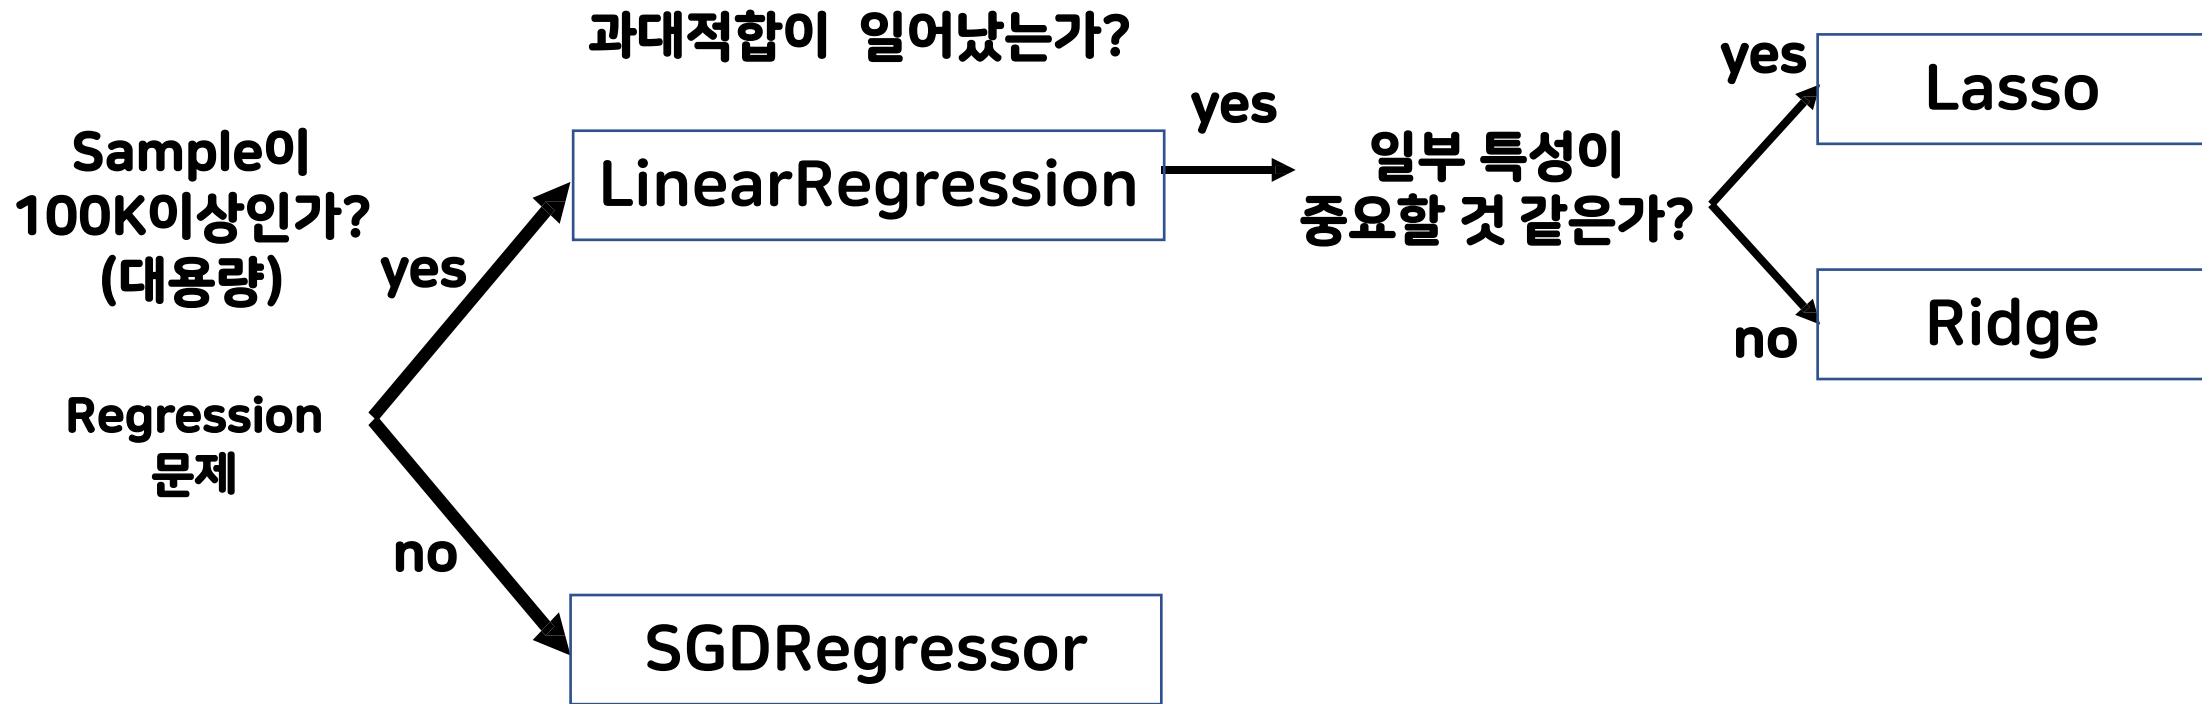 과대적합이 일어났는가?
Sample이
100K이상인가?
(대용량)
yes
LinearRegression
yes
일부 특성이
중요할 것 같은가?
yes
Lasso
no
Ridge
Regression
문제
no
SGDRegressor